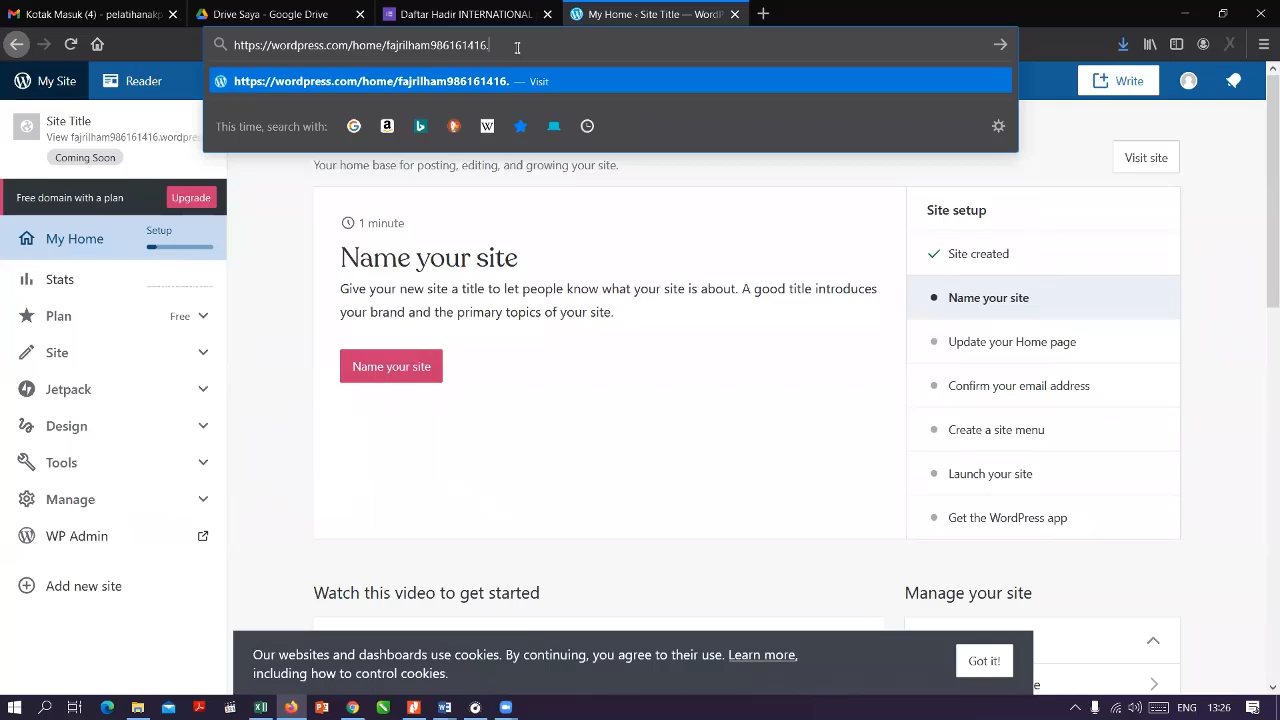 Kotak Masuk (4) - pelatihanakp
Drive Saya - Google Drive
Daftar Hadir INTERNATIONAL
My Home ‹ Site Title — WordP
https://wordpress.com/home/fajrilham986161416.
https://wordpress.com/home/fajrilham986161416. — Visit
This time, search with:
My Site
Reader
Write
Site Title
View fajrilham986161416.wordpres
Coming Soon
Free domain with a plan
Upgrade
My Home
Setup
Stats
Plan
Free
Site
Jetpack
Design
Tools
Manage
WP Admin
Add new site
Your home base for posting, editing, and growing your site.
Visit site
1 minute
Name your site
Give your new site a title to let people know what your site is about. A good title introduces
your brand and the primary topics of your site.
Name your site
Site setup
Site created
Name your site
Update your Home page
Confirm your email address
Create a site menu
Launch your site
Get the WordPress app
Watch this video to get started
Manage your site
Our websites and dashboards use cookies. By continuing, you agree to their use. Learn more,
including how to control cookies.
Got it!
ENG
13:26